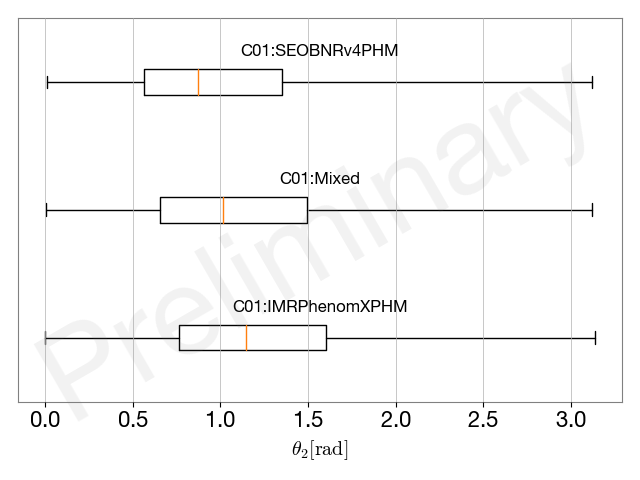 C01:SEOBNRv4PHM
C01:Mixed
C01:IMRPhenomXPHM
Preliminary
0.0 0.5 1.0 1.5 2.0 2.5 3.0
θ₂[rad]